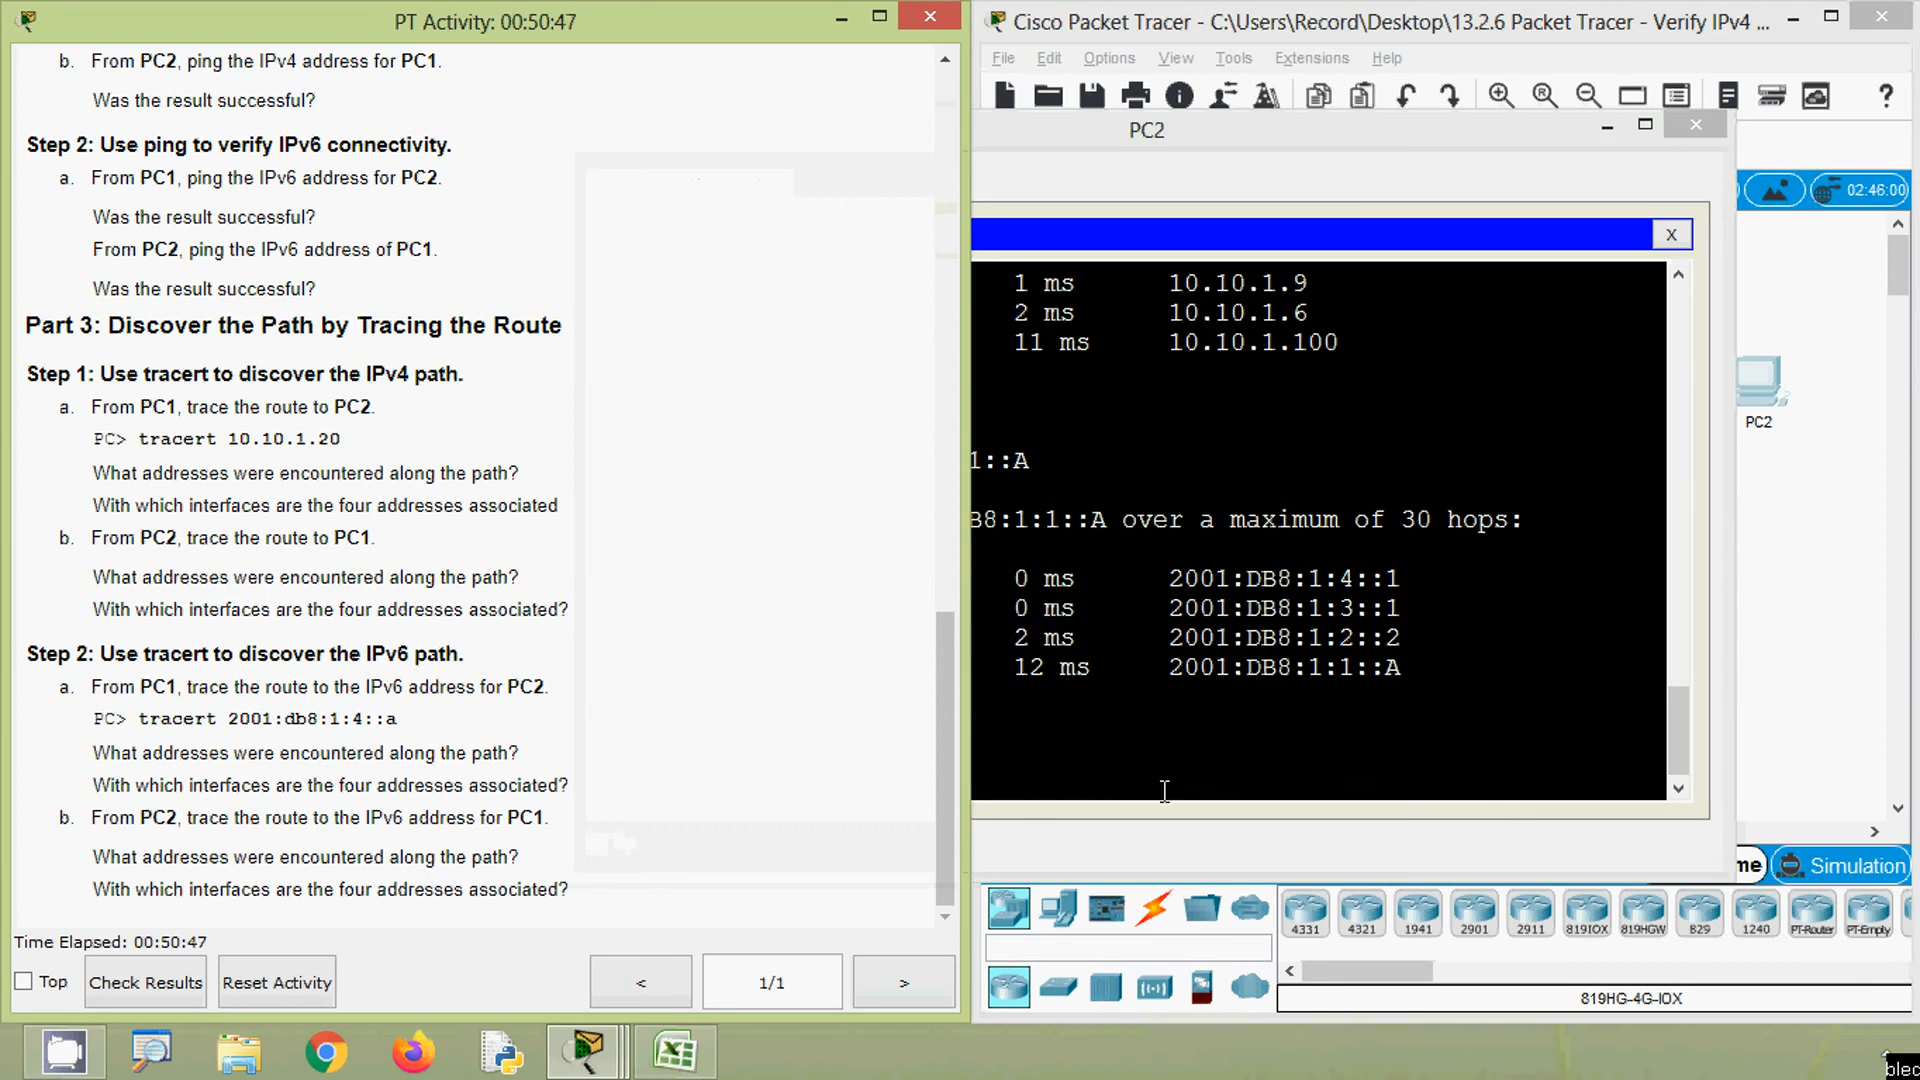 PT Activity: 00:50:47
b. From PC2, ping the IPv4 address for PC1.
Was the result successful?
Step 2: Use ping to verify IPv6 connectivity.
a. From PC1, ping the IPv6 address for PC2.
Was the result successful?
From PC2, ping the IPv6 address of PC1.
Was the result successful?
Part 3: Discover the Path by Tracing the Route
Step 1: Use tracert to discover the IPv4 path.
a. From PC1, trace the route to PC2.
PC> tracert 10.10.1.20
What addresses were encountered along the path?
With which interfaces are the four addresses associated
b. From PC2, trace the route to PC1.
What addresses were encountered along the path?
With which interfaces are the four addresses associated?
Step 2: Use tracert to discover the IPv6 path.
a. From PC1, trace the route to the IPv6 address for PC2.
PC> tracert 2001:db8:1:4::a
What addresses were encountered along the path?
With which interfaces are the four addresses associated?
b. From PC2, trace the route to the IPv6 address for PC1.
What addresses were encountered along the path?
With which interfaces are the four addresses associated?
Time Elapsed: 00:50:47
Top Check Results Reset Activity < 1/1 >
Cisco Packet Tracer - C:\Users\Record\Desktop\13.2.6 Packet Tracer - Verify IPv4 ...
File Edit Options View Tools Extensions Help
PC2
02:46:00
X
1 ms 10.10.1.9
2 ms 10.10.1.6
11 ms 10.10.1.100
1::A
B8:1:1::A over a maximum of 30 hops:
0 ms 2001:DB8:1:4::1
0 ms 2001:DB8:1:3::1
2 ms 2001:DB8:1:2::2
12 ms 2001:DB8:1:1::A
PC2
me Simulation
4331 4321 1941 2901 2911 819IOX 819HGW 829 1240 PT-Router PT-Empty
819HG-4G-IOX
blec